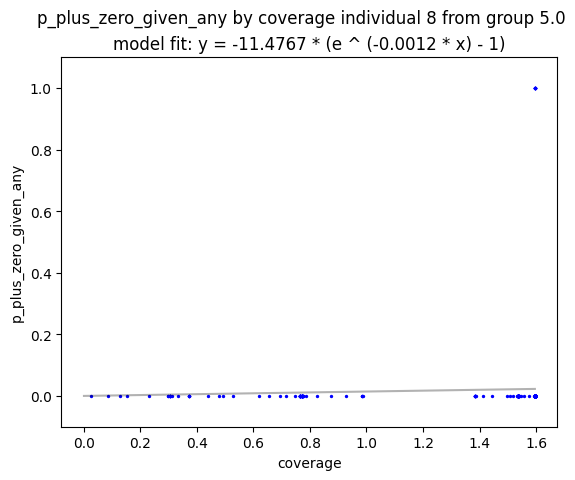 p_plus_zero_given_any by coverage individual 8 from group 5.0
model fit: y = -11.4767 * (e ^ (-0.0012 * x) - 1)
1.0
0.8
0.6
0.4
0.2
0.0
p_plus_zero_given_any
0.0 0.2 0.4 0.6 0.8 1.0 1.2 1.4 1.6
coverage